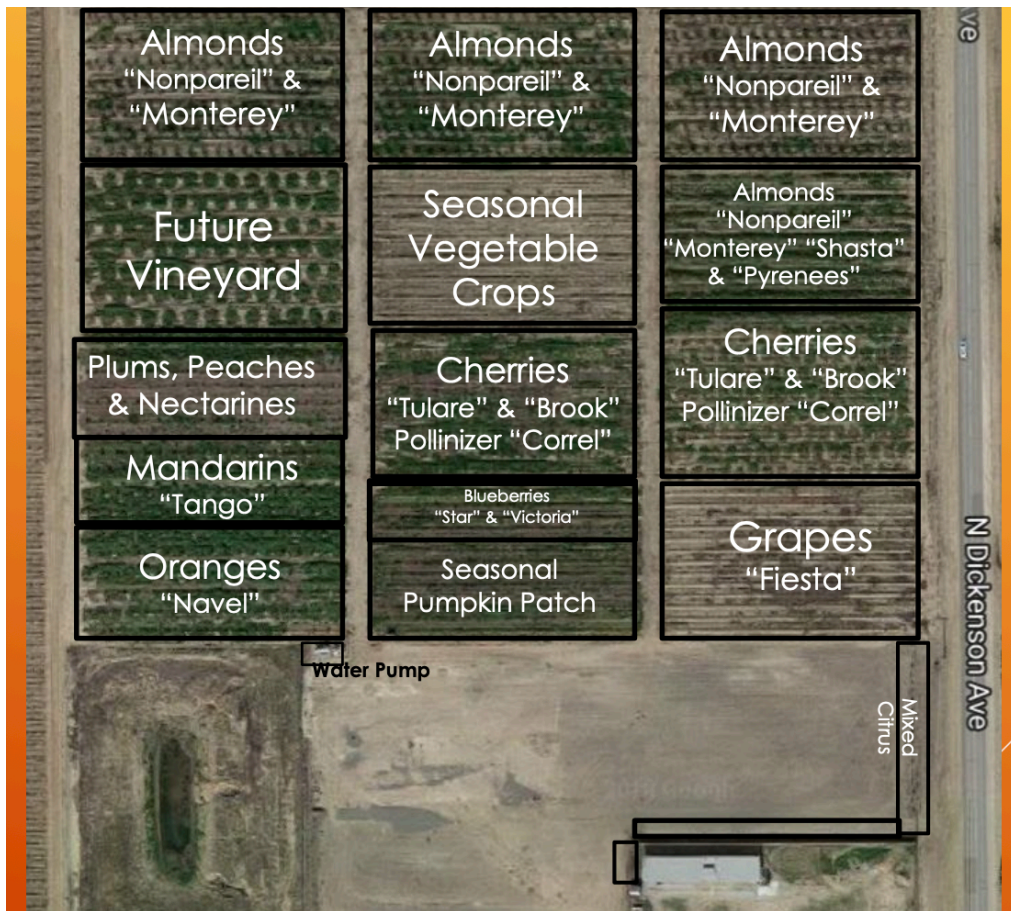 Almonds
“Nonpareil” &
“Monterey”
Almonds
“Nonpareil” &
“Monterey”
Almonds
“Nonpareil” &
“Monterey”
Ave
Future
Vineyard
Seasonal
Vegetable
Crops
Almonds
“Nonpareil”
“Monterey” “Shasta”
& “Pyrenees”
Plums, Peaches
& Nectarines
Cherries
“Tulare” & “Brook”
Pollinizer “Correl”
Cherries
“Tulare” & “Brook”
Pollinizer “Correl”
Mandarins
“Tango”
Blueberries
“Star” & “Victoria”
Grapes
“Fiesta”
Oranges
“Navel”
Seasonal
Pumpkin Patch
N Dickenson Ave
Water Pump
Mixed
Citrus